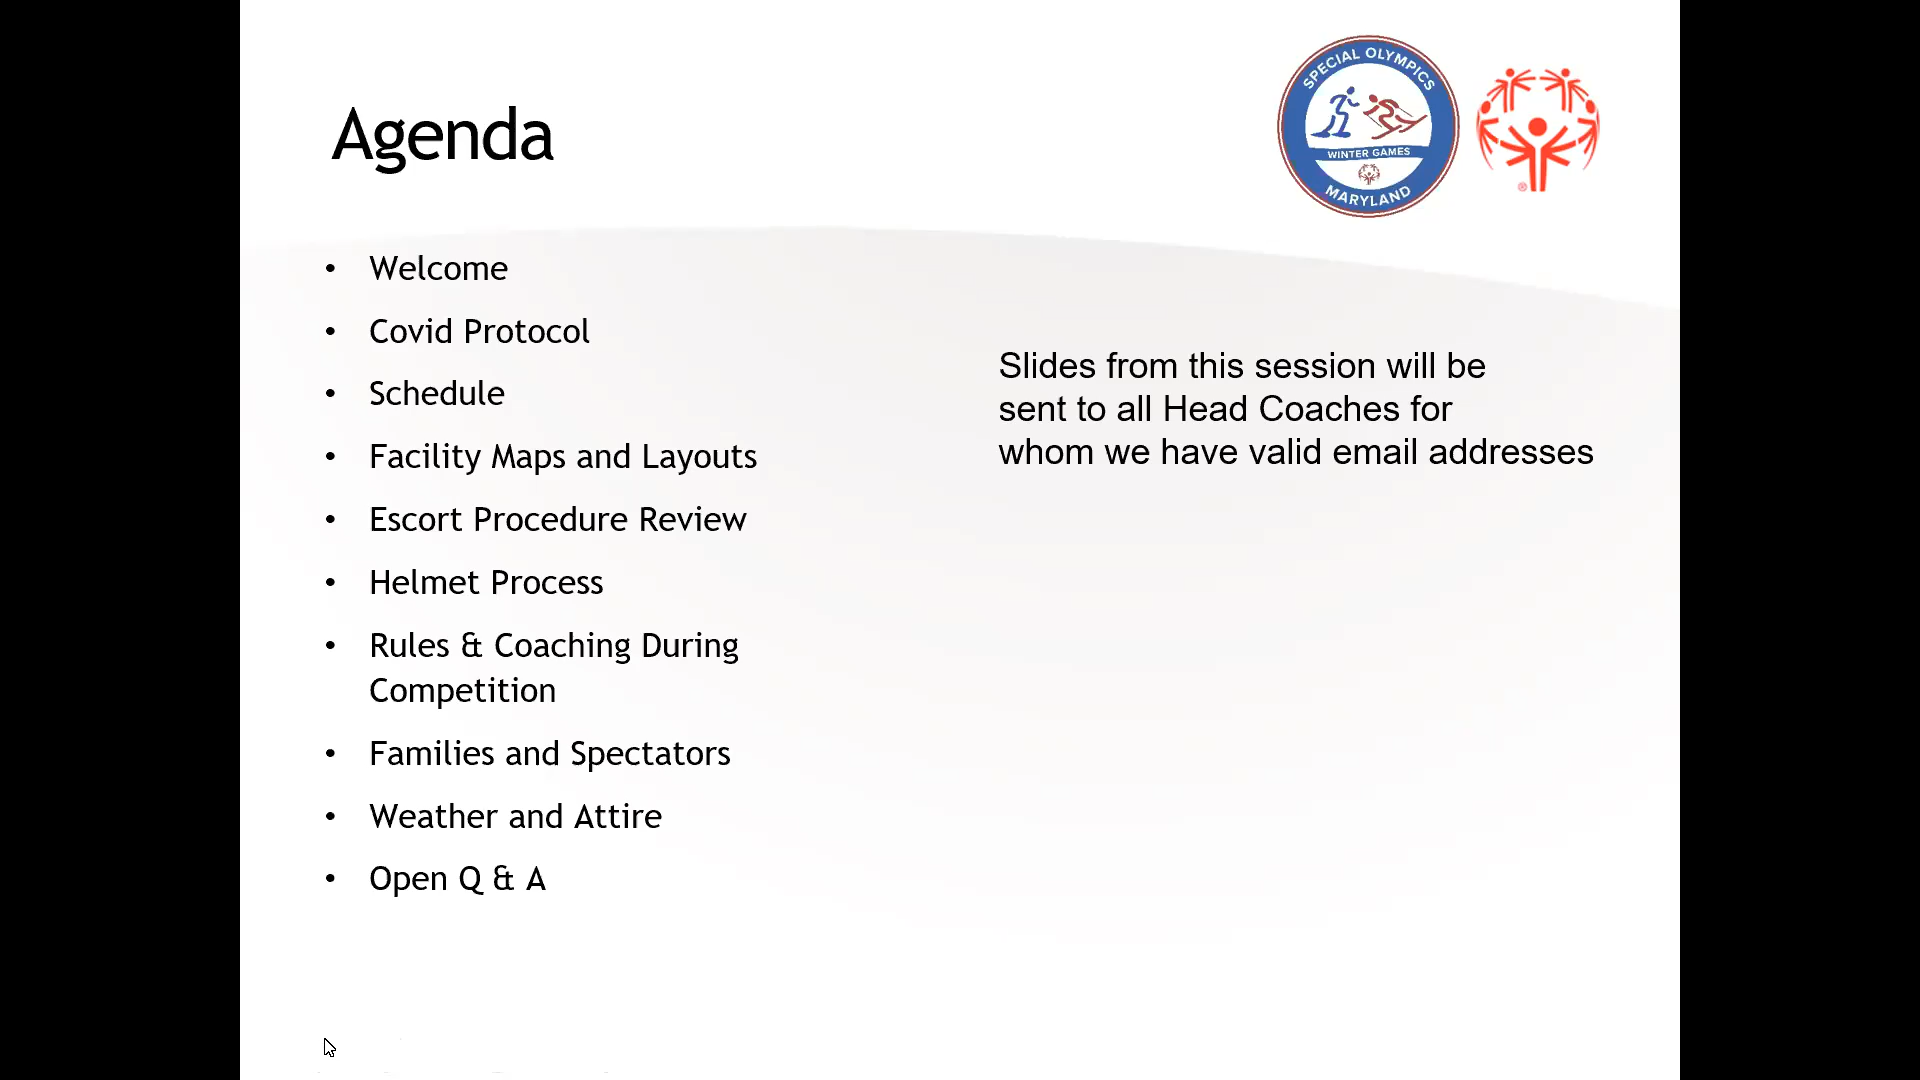 Agenda
SPECIAL OLYMPICS
WINTER GAMES
MARYLAND
®
• Welcome
• Covid Protocol
• Schedule
• Facility Maps and Layouts
• Escort Procedure Review
• Helmet Process
• Rules & Coaching During
Competition
• Families and Spectators
• Weather and Attire
• Open Q & A
Slides from this session will be
sent to all Head Coaches for
whom we have valid email addresses